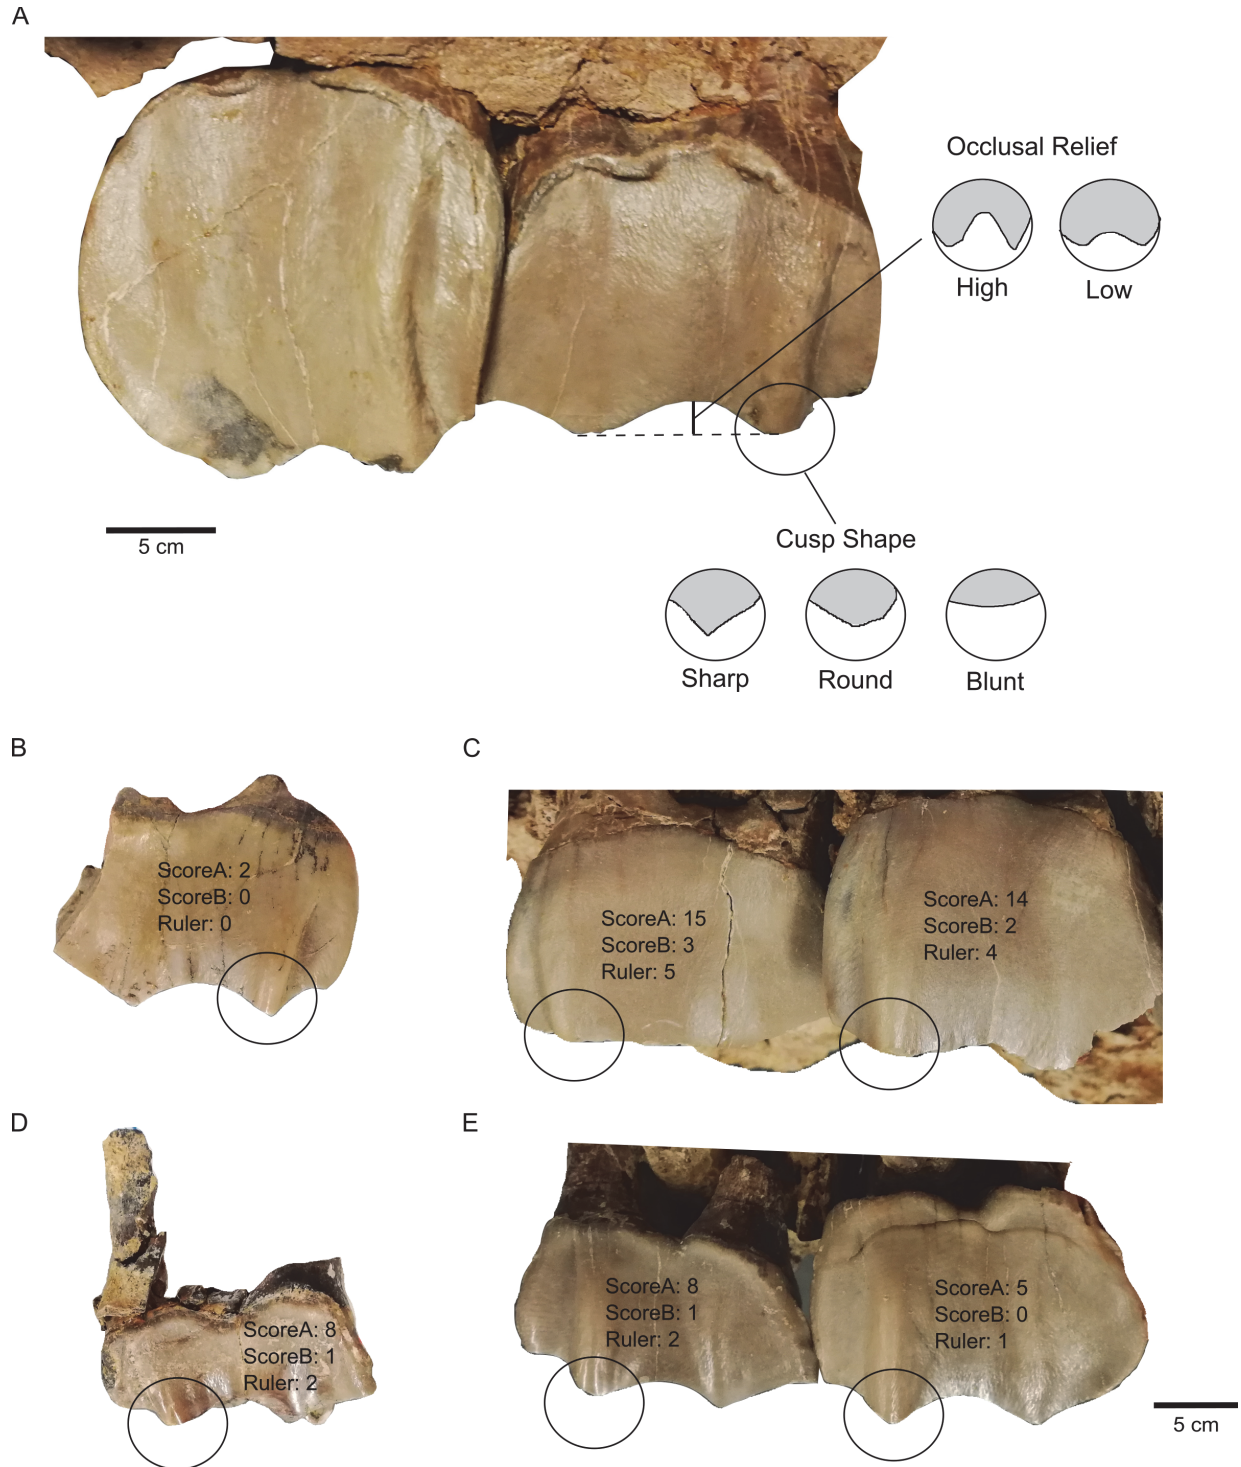 A
Occlusal Relief
High
Low
5 cm
Cusp Shape
Sharp
Round
Blunt
B
ScoreA: 2
ScoreB: 0
Ruler: 0
C
ScoreA: 15
ScoreB: 3
Ruler: 5
ScoreA: 14
ScoreB: 2
Ruler: 4
D
ScoreA: 8
ScoreB: 1
Ruler: 2
E
ScoreA: 8
ScoreB: 1
Ruler: 2
ScoreA: 5
ScoreB: 0
Ruler: 1
5 cm